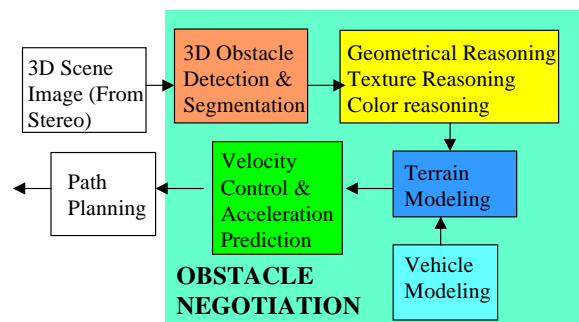 3D Scene
Image (From
Stereo)
3D Obstacle
Detection &
Segmentation
Geometrical Reasoning
Texture Reasoning
Color reasoning
Path
Planning
Velocity
Control &
Acceleration
Prediction
Terrain
Modeling
Vehicle
Modeling
OBSTACLE
NEGOTIATION